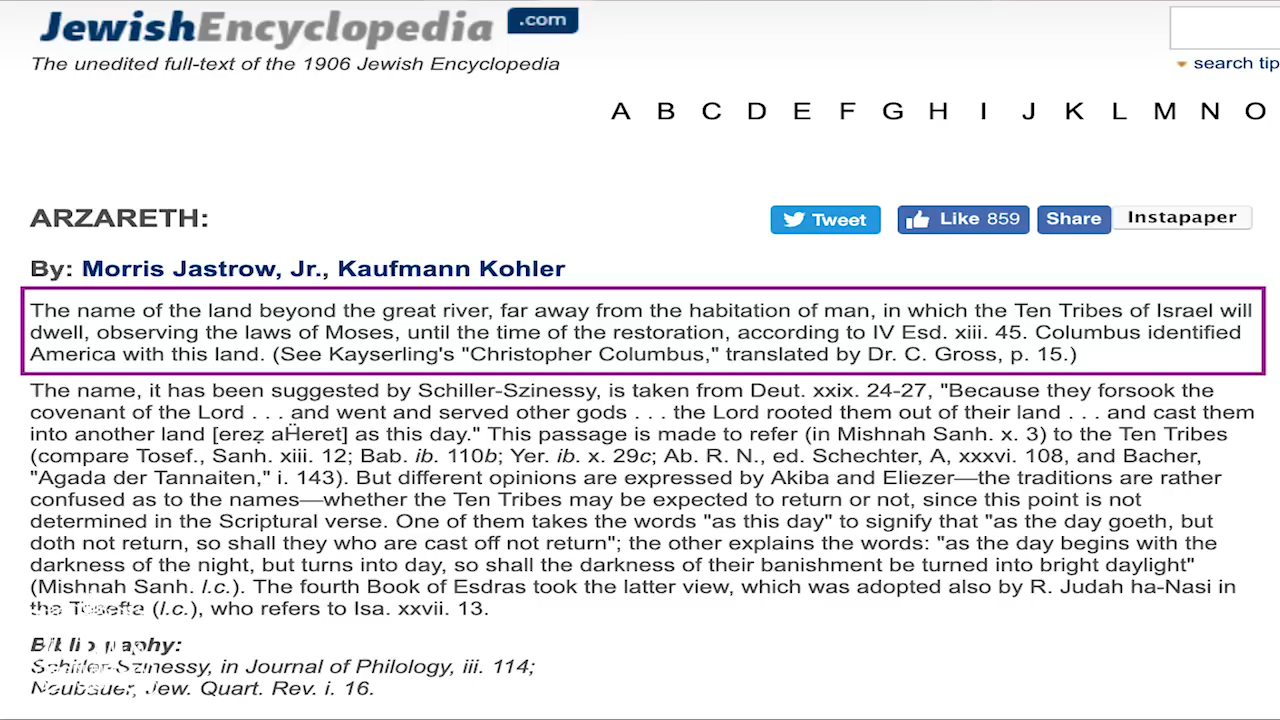 JewishEncyclopedia .com
The unedited full-text of the 1906 Jewish Encyclopedia
search tip
A B C D E F G H I J K L M N O
ARZARETH:
Tweet Like 859 Share Instapaper
By: Morris Jastrow, Jr., Kaufmann Kohler
The name of the land beyond the great river, far away from the habitation of man, in which the Ten Tribes of Israel will
dwell, observing the laws of Moses, until the time of the restoration, according to IV Esd. xiii. 45. Columbus identified
America with this land. (See Kayserling's "Christopher Columbus," translated by Dr. C. Gross, p. 15.)
The name, it has been suggested by Schiller-Szinessy, is taken from Deut. xxix. 24-27, "Because they forsook the
covenant of the Lord . . . and went and served other gods . . . the Lord rooted them out of their land . . . and cast them
into another land [ereẓ aḦeret] as this day." This passage is made to refer (in Mishnah Sanh. x. 3) to the Ten Tribes
(compare Tosef., Sanh. xiii. 12; Bab. ib. 110b; Yer. ib. x. 29c; Ab. R. N., ed. Schechter, A, xxxvi. 108, and Bacher,
"Agada der Tannaiten," i. 143). But different opinions are expressed by Akiba and Eliezer—the traditions are rather
confused as to the names—whether the Ten Tribes may be expected to return or not, since this point is not
determined in the Scriptural verse. One of them takes the words "as this day" to signify that "as the day goeth, but
doth not return, so shall they who are cast off not return"; the other explains the words: "as the day begins with the
darkness of the night, but turns into day, so shall the darkness of their banishment be turned into bright daylight"
(Mishnah Sanh. l.c.). The fourth Book of Esdras took the latter view, which was adopted also by R. Judah ha-Nasi in
the Tosefta (l.c.), who refers to Isa. xxvii. 13.
Bibliography:
Schiller-Szinessy, in Journal of Philology, iii. 114;
Neubauer, Jew. Quart. Rev. i. 16.